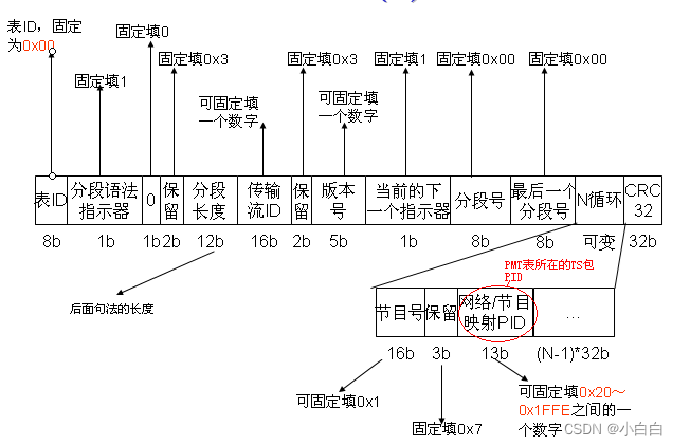 表ID，固定
为0x00
固定填0
固定填1
固定填0x3
可固定填
一个数字
固定填0x3
可固定填
一个数字
固定填1
固定填0x00
固定填0x00
表ID
分段语法
指示器
0
保
留
分段
长度
传输
流ID
保
留
版本
号
当前的下
一个指示器
分段号
最后一个
分段号
N循环
CRC
32
8b
1b
1b
2b
12b
16b
2b
5b
1b
8b
8b
可变
32b
后面句法的长度
PMT表所在的TS包
PID
节目号
保留
网络/节目
映射PID
...
16b
3b
13b
(N-1)*32b
可固定填0x1
固定填0x7
可固定填0x20～
0x1FFE之间的一
个数字
CSDN @小白白